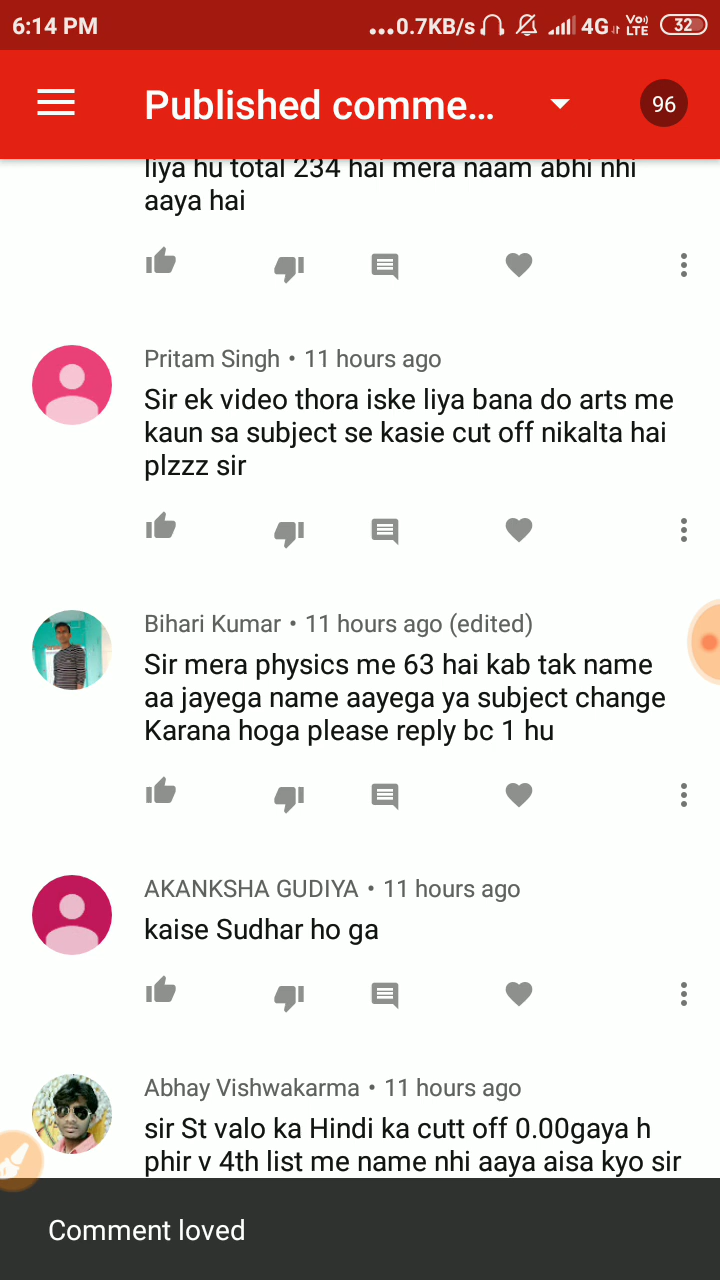 6:14 PM
...0.7KB/s 4G Vo) LTE 32
Published comme... 96
liya hu total 234 hai mera naam abhi nhi
aaya hai
Pritam Singh • 11 hours ago
Sir ek video thora iske liya bana do arts me
kaun sa subject se kasie cut off nikalta hai
plzzz sir
Bihari Kumar • 11 hours ago (edited)
Sir mera physics me 63 hai kab tak name
aa jayega name aayega ya subject change
Karana hoga please reply bc 1 hu
AKANKSHA GUDIYA • 11 hours ago
kaise Sudhar ho ga
Abhay Vishwakarma • 11 hours ago
sir St valo ka Hindi ka cutt off 0.00gaya h
phir v 4th list me name nhi aaya aisa kyo sir
Comment loved